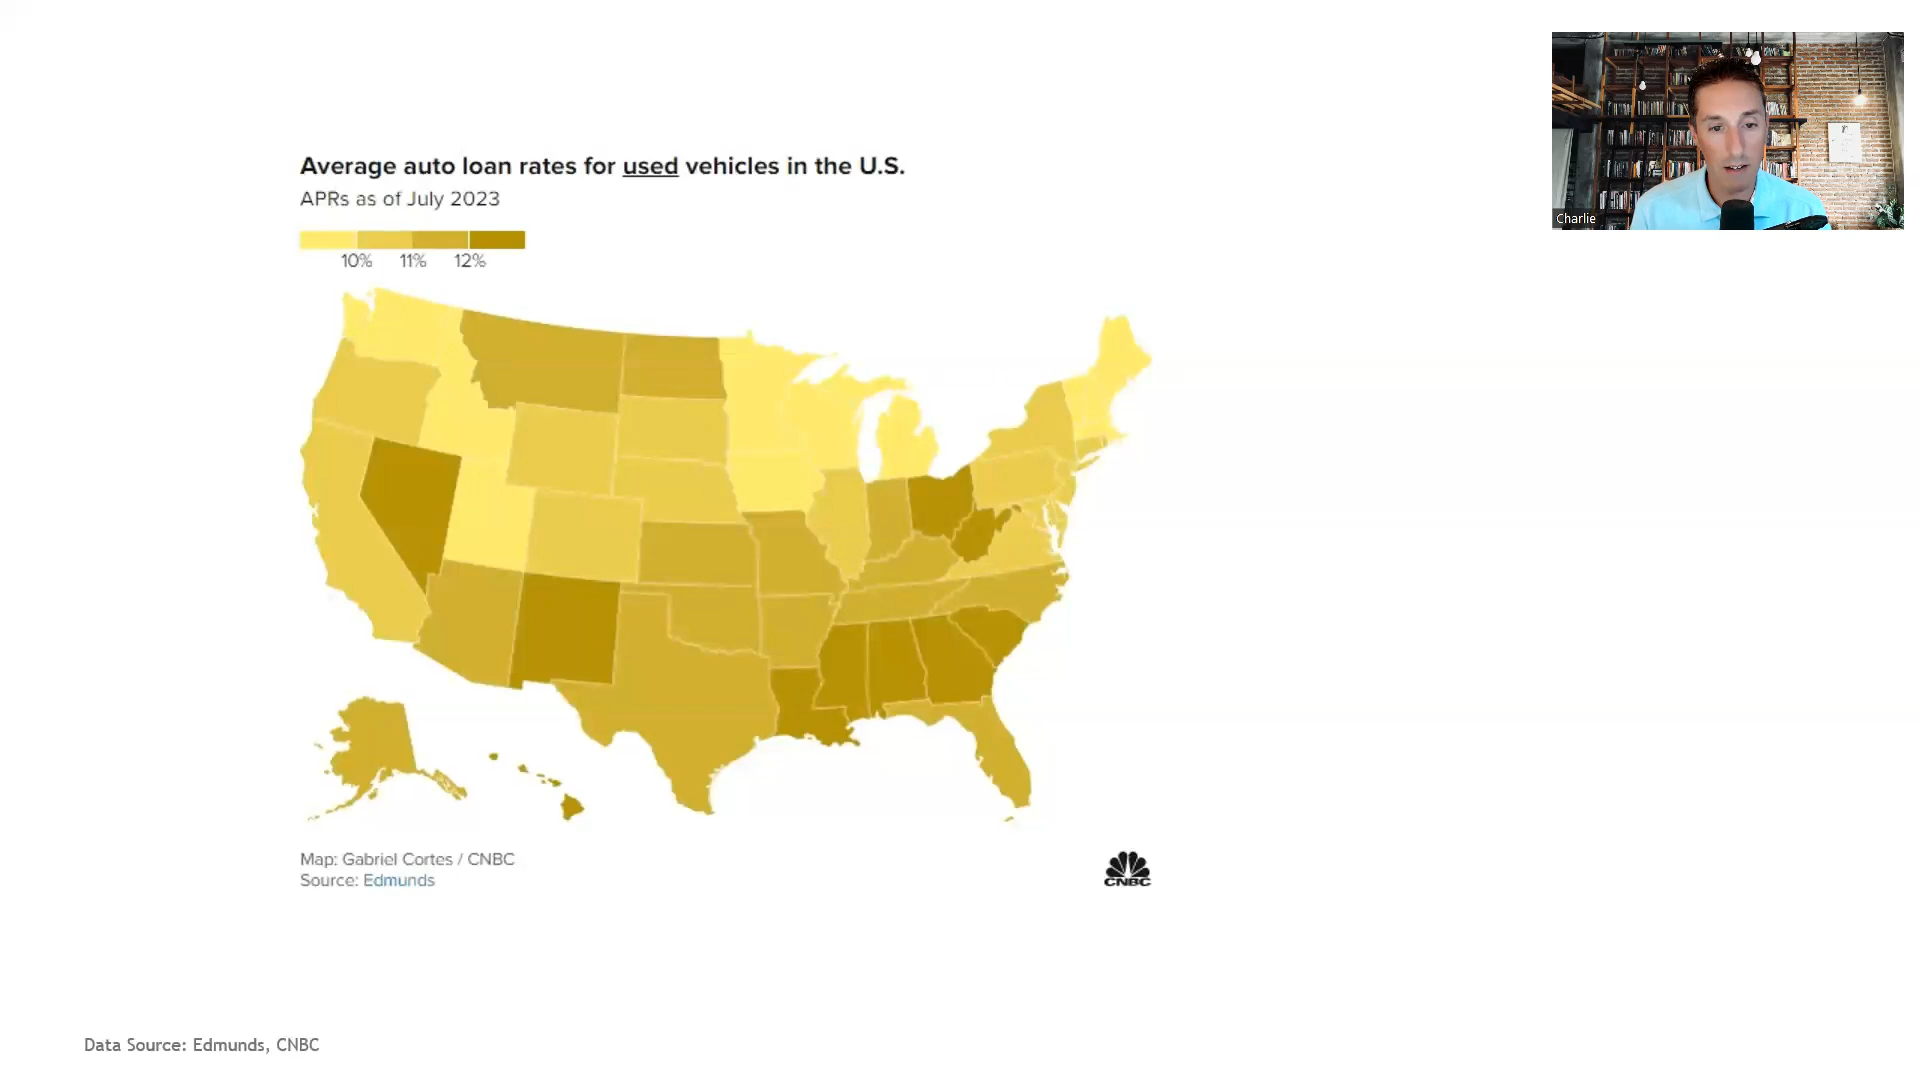 Average auto loan rates for used vehicles in the U.S.
APRs as of July 2023
10% 11% 12%
Charlie
Map: Gabriel Cortes / CNBC
Source: Edmunds
CNBC
Data Source: Edmunds, CNBC